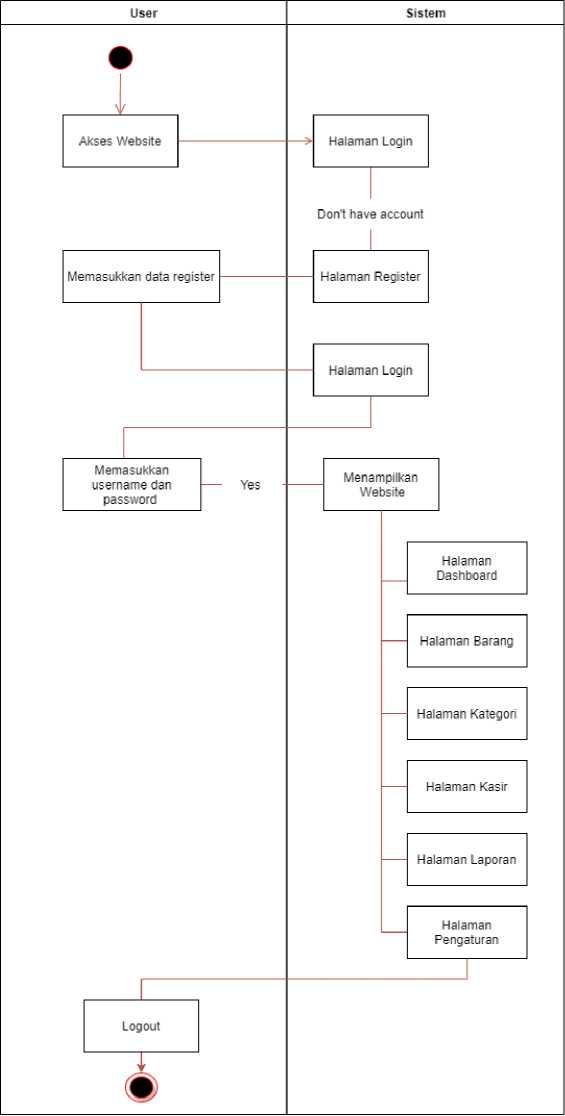 User
Sistem
Akses Website
Halaman Login
Don't have account
Memasukkan data register
Halaman Register
Halaman Login
Memasukkan
username dan
password
Yes
Menampilkan
Website
Halaman
Dashboard
Halaman Barang
Halaman Kategori
Halaman Kasir
Halaman Laporan
Halaman
Pengaturan
Logout